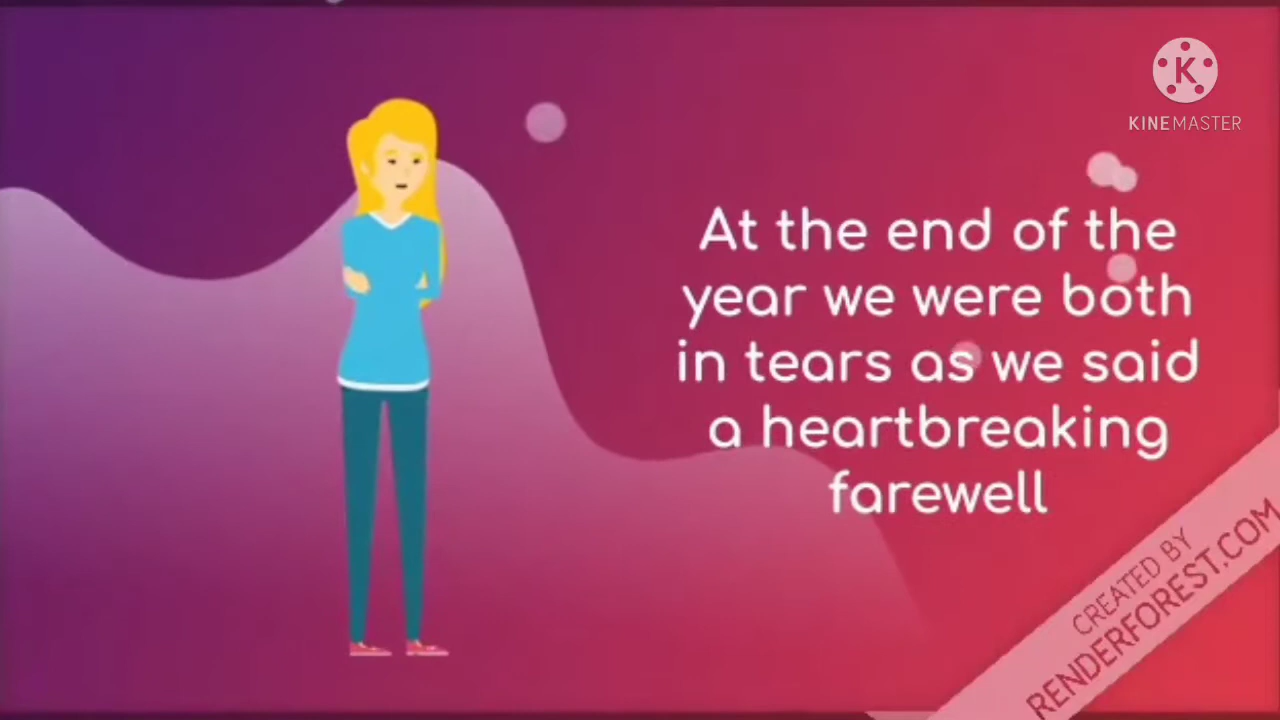 K
KINEMASTER
At the end of the
year we were both
in tears as we said
a heartbreaking
farewell
CREATED BY
RENDERFOREST.COM